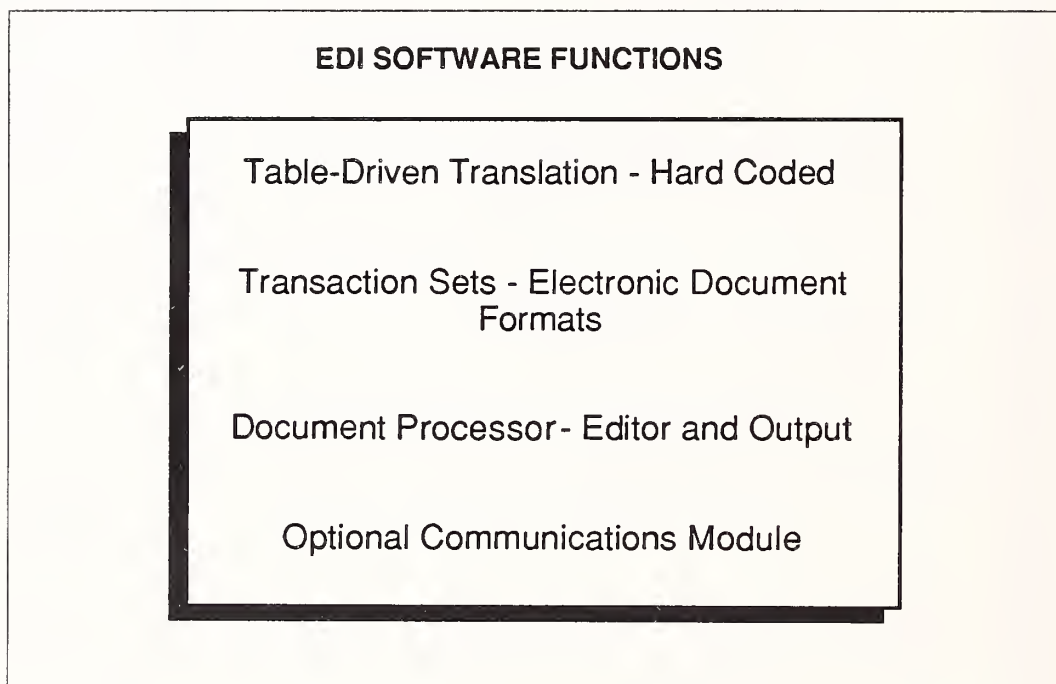 EDI SOFTWARE FUNCTIONS
Table-Driven Translation - Hard Coded
Transaction Sets - Electronic Document
Formats
Document Processor- Editor and Output
Optional Communications Module